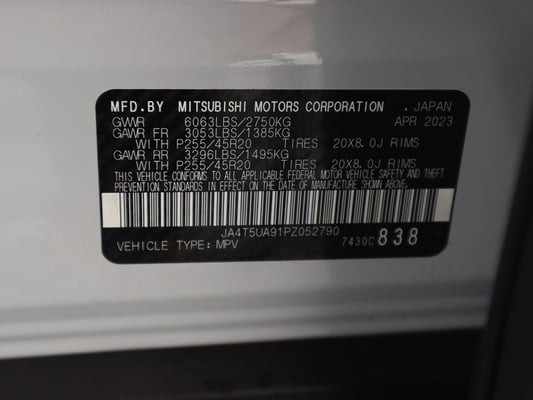 MFD.BY MITSUBISHI MOTORS CORPORATION . JAPAN
GVWR 6063LBS/2750KG APR 2023
GAWR FR 3053LBS/1385KG
WITH P255/45R20 TIRES 20X8.0J RIMS
GAWR RR 3296LBS/1495KG
WITH P255/45R20 TIRES 20X8.0J RIMS
THIS VEHICLE CONFORMS TO ALL APPLICABLE FEDERAL MOTOR VEHICLE SAFETY AND THEFT
PREVENTION STANDARDS IN EFFECT ON THE DATE OF MANUFACTURE SHOWN ABOVE.
JA4T5UA91PZ052790
VEHICLE TYPE: MPV 7430C 838